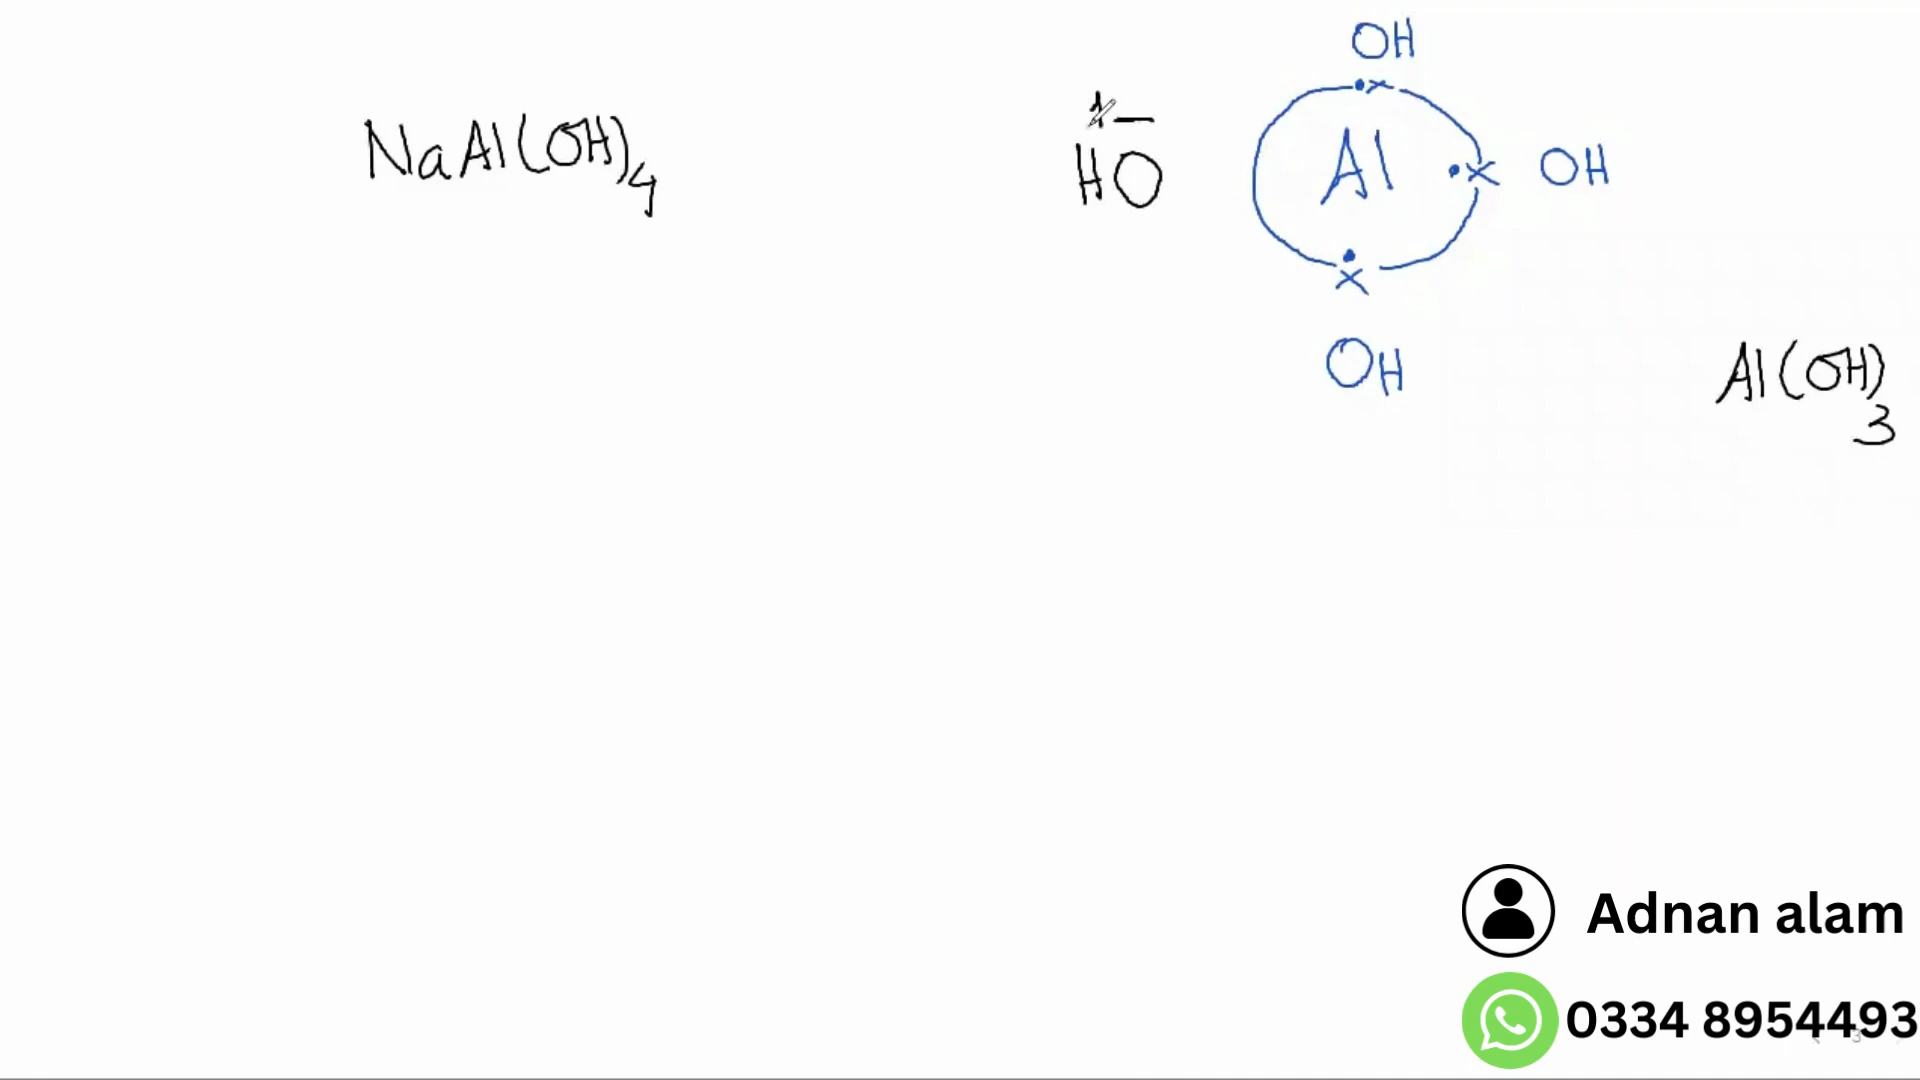 OH
NaAl(OH)4
HO
Al
OH
OH
Al(OH)3
Adnan alam
0334 8954493